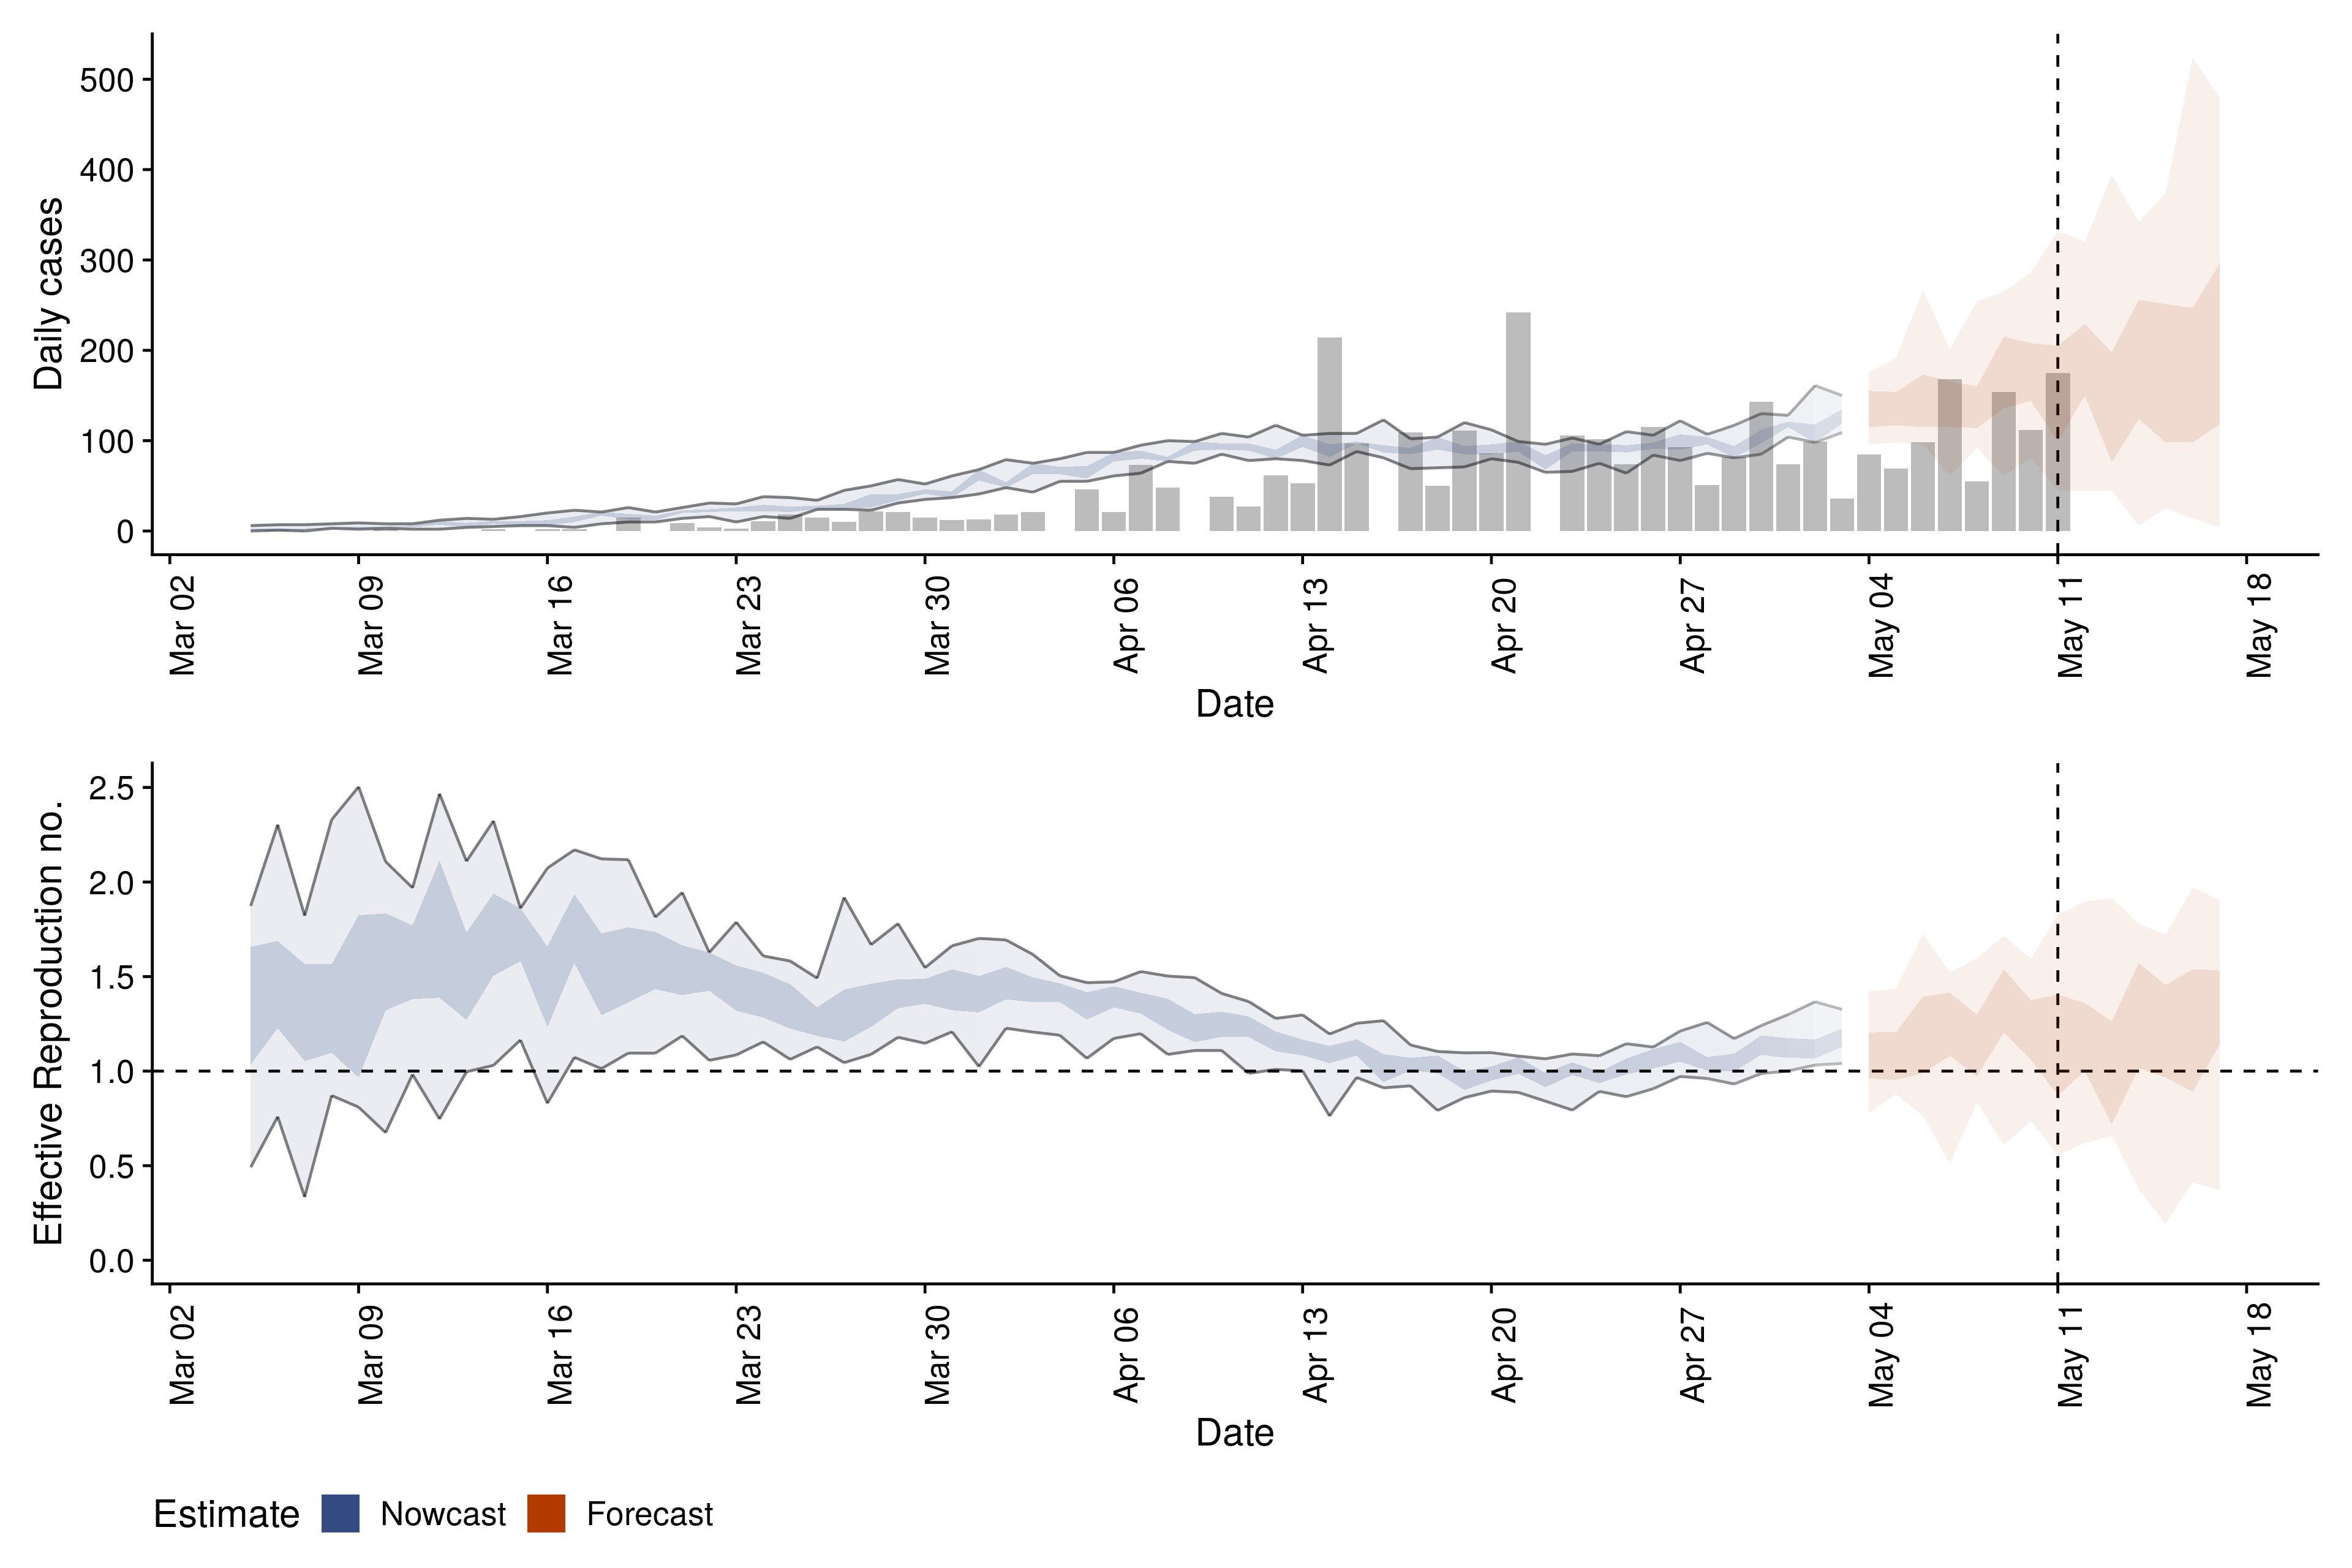 500
400
300
200
100
0
Daily cases
Mar 02
Mar 09
Mar 16
Mar 23
Mar 30
Apr 06
Apr 13
Apr 20
Apr 27
May 04
May 11
May 18
Date
2.5
2.0
1.5
1.0
0.5
0.0
Effective Reproduction no.
Mar 02
Mar 09
Mar 16
Mar 23
Mar 30
Apr 06
Apr 13
Apr 20
Apr 27
May 04
May 11
May 18
Date
Estimate Nowcast Forecast